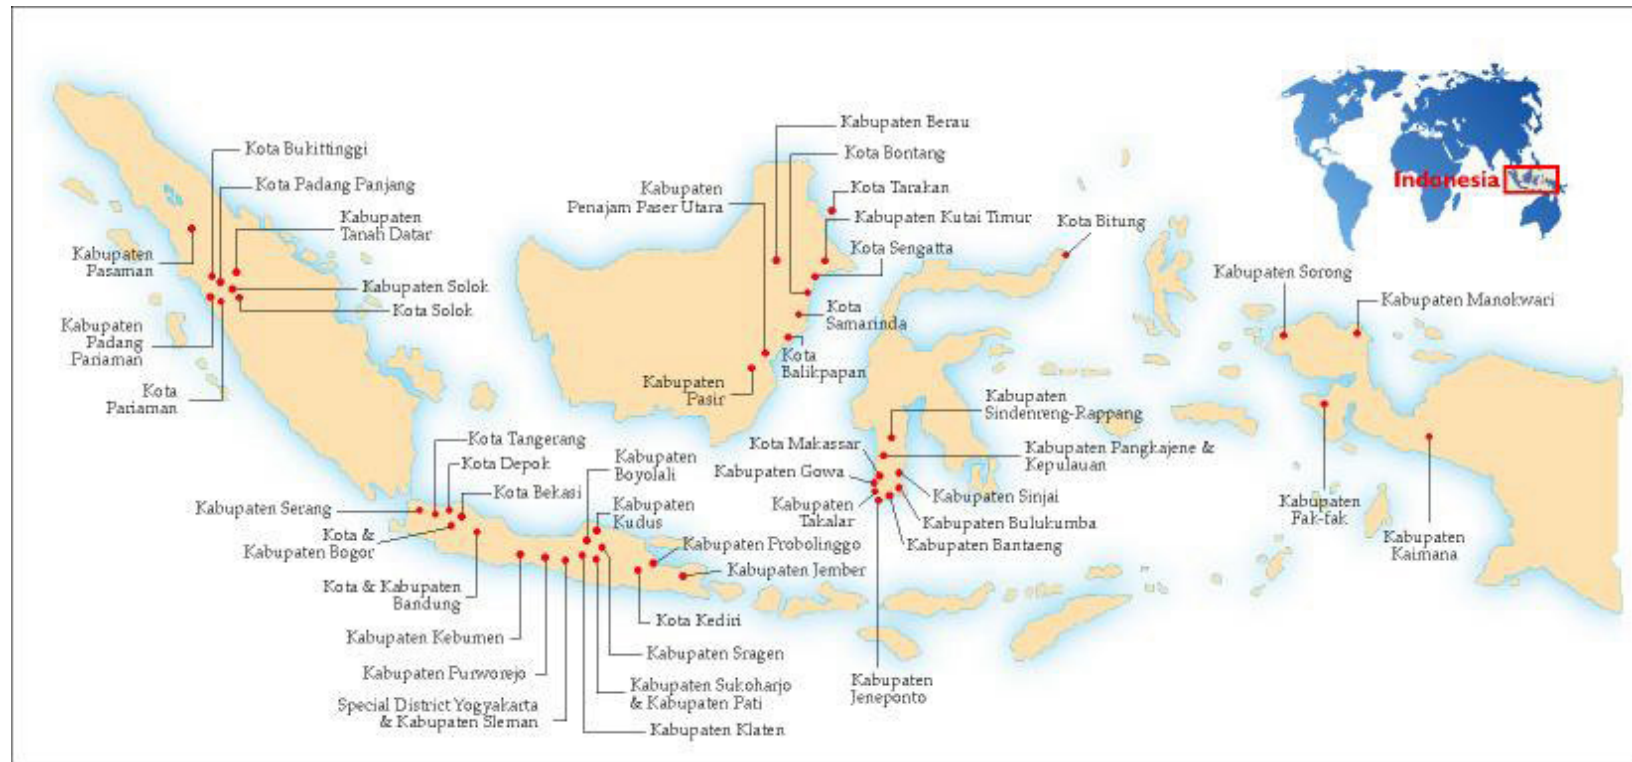 Kabupaten Berau
Kota Bukittinggi
Kota Bontang
Kota Padang Panjang
Kabupaten
Penajam Paser Utara
Kota Tarakan
Indonesia
Kabupaten
Tanah Datar
Kabupaten Kutai Timur
Kota Bitung
Kabupaten
Pasaman
Kota Sengatta
Kabupaten Sorong
Kabupaten Solok
Kabupaten Manokwari
Kota Solok
Kota
Samarinda
Kabupaten
Padang
Pariaman
Kota
Balikpapan
Kota
Pariaman
Kabupaten
Pasir
Kabupaten
Sindenreng-Rappang
Kota Tangerang
Kota Makassar
Kabupaten Pangkajene &
Kepulauan
Kota Depok
Kabupaten
Boyolali
Kabupaten Gowa
Kota Bekasi
Kabupaten Sinjai
Kabupaten Serang
Kabupaten
Kudus
Kabupaten
Takalar
Kabupaten
Fak-fak
Kabupaten Bulukumba
Kota &
Kabupaten Bogor
Kabupaten Probolinggo
Kabupaten Bantaeng
Kabupaten
Kaimana
Kabupaten Jember
Kota & Kabupaten
Bandung
Kota Kediri
Kabupaten Kebumen
Kabupaten Sragen
Kabupaten Purworejo
Kabupaten Sukoharjo
& Kabupaten Pati
Kabupaten
Jeneponto
Special District Yogyakarta
& Kabupaten Sleman
Kabupaten Klaten